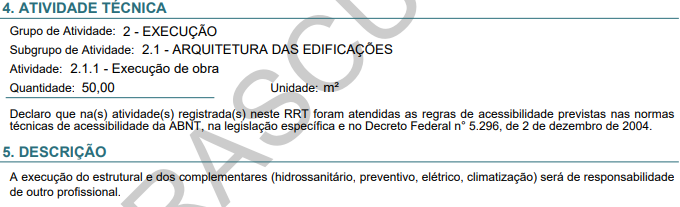 4. ATIVIDADE TÉCNICA
Grupo de Atividade: 2 - EXECUÇÃO
Subgrupo de Atividade: 2.1 - ARQUITETURA DAS EDIFICAÇÕES
Atividade: 2.1.1 - Execução de obra
Quantidade: 50,00 Unidade: m²
Declaro que na(s) atividade(s) registrada(s) neste RRT foram atendidas as regras de acessibilidade previstas nas normas
técnicas de acessibilidade da ABNT, na legislação específica e no Decreto Federal n° 5.296, de 2 de dezembro de 2004.
5. DESCRIÇÃO
A execução do estrutural e dos complementares (hidrossanitário, preventivo, elétrico, climatização) será de responsabilidade
de outro profissional.
RASCU